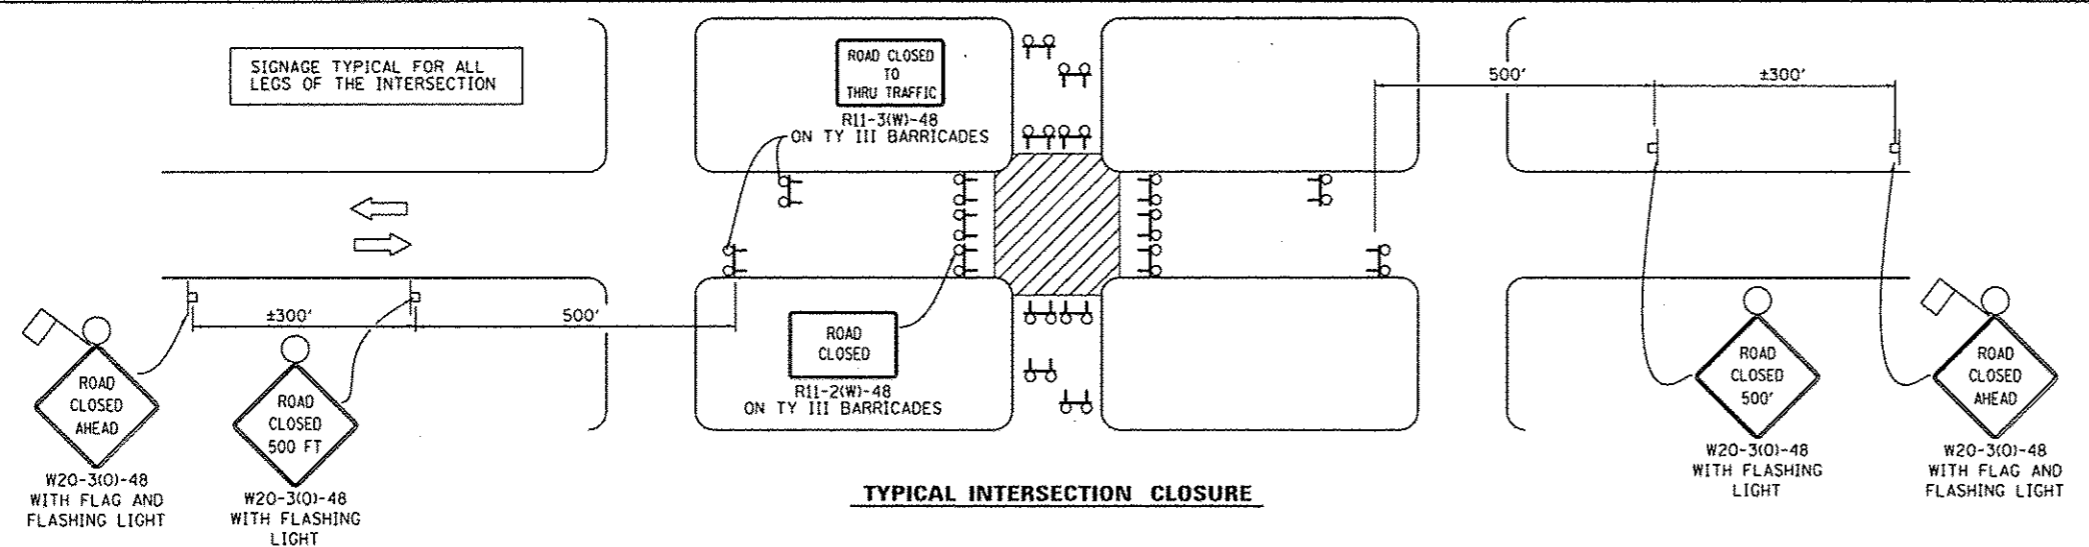 SIGNAGE TYPICAL FOR ALL
LEGS OF THE INTERSECTION
ROAD CLOSED
TO
THRU TRAFFIC
R11-3(W)-48
ON TY III BARRICADES
500'
±300'
±300'
500'
ROAD
CLOSED
AHEAD
W20-3(O)-48
WITH FLAG AND
FLASHING LIGHT
ROAD
CLOSED
500 FT
W20-3(O)-48
WITH FLASHING
LIGHT
ROAD
CLOSED
R11-2(W)-48
ON TY III BARRICADES
ROAD
CLOSED
500'
W20-3(O)-48
WITH FLASHING
LIGHT
ROAD
CLOSED
AHEAD
W20-3(O)-48
WITH FLAG AND
FLASHING LIGHT
TYPICAL INTERSECTION CLOSURE